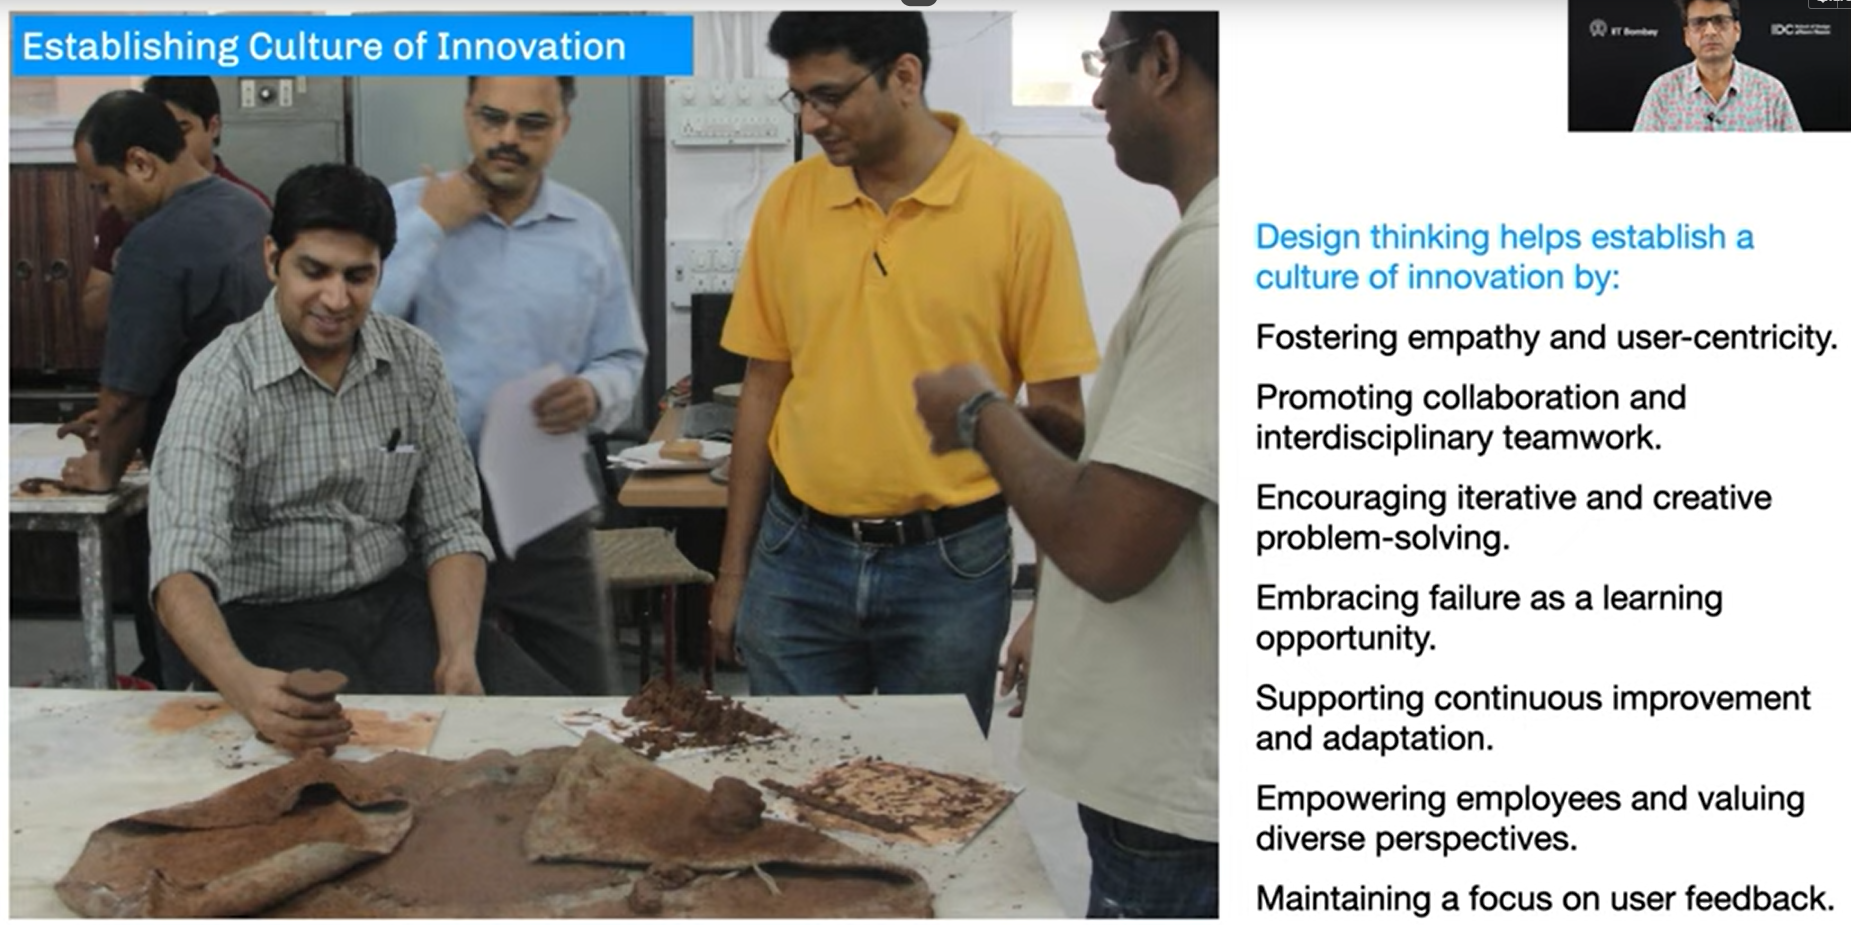 Establishing Culture of Innovation
IIT Bombay
IDC
Design thinking helps establish a
culture of innovation by:
Fostering empathy and user-centricity.
Promoting collaboration and
interdisciplinary teamwork.
Encouraging iterative and creative
problem-solving.
Embracing failure as a learning
opportunity.
Supporting continuous improvement
and adaptation.
Empowering employees and valuing
diverse perspectives.
Maintaining a focus on user feedback.